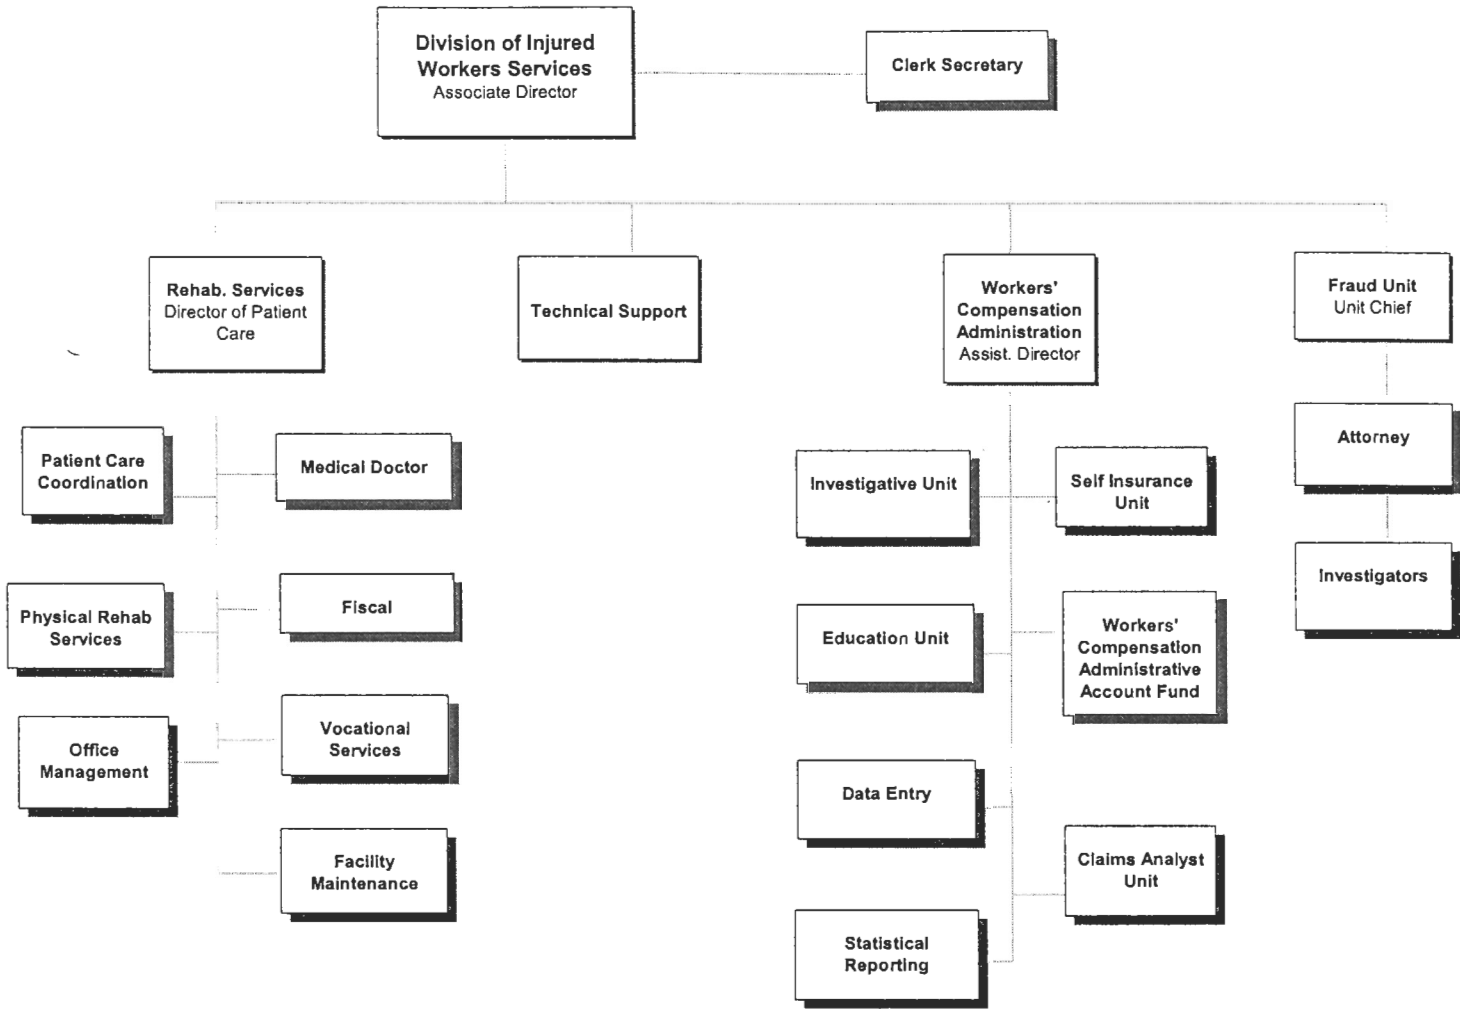 Division of Injured
Workers Services
Associate Director
Clerk Secretary
Rehab. Services
Director of Patient
Care
Technical Support
Workers'
Compensation
Administration
Assist. Director
Fraud Unit
Unit Chief
Patient Care
Coordination
Medical Doctor
Investigative Unit
Self Insurance
Unit
Attorney
Physical Rehab
Services
Fiscal
Education Unit
Workers'
Compensation
Administrative
Account Fund
Investigators
Office
Management
Vocational
Services
Data Entry
Facility
Maintenance
Claims Analyst
Unit
Statistical
Reporting